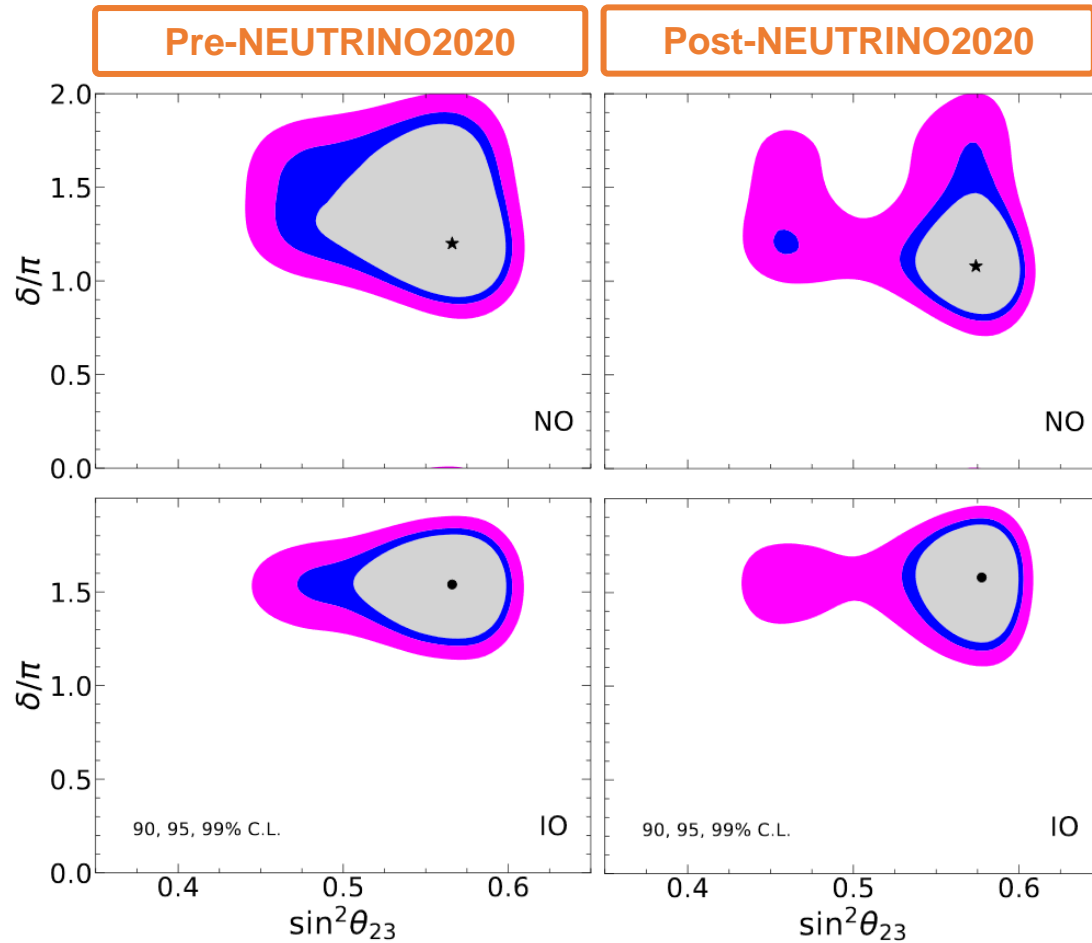 Pre-NEUTRINO2020
Post-NEUTRINO2020
2.0
1.5
1.0
0.5
0.0
δ/π
NO
NO
1.5
1.0
0.5
0.0
δ/π
90, 95, 99% C.L.
IO
90, 95, 99% C.L.
IO
0.4
0.5
0.6
0.4
0.5
0.6
sin²θ₂₃
sin²θ₂₃